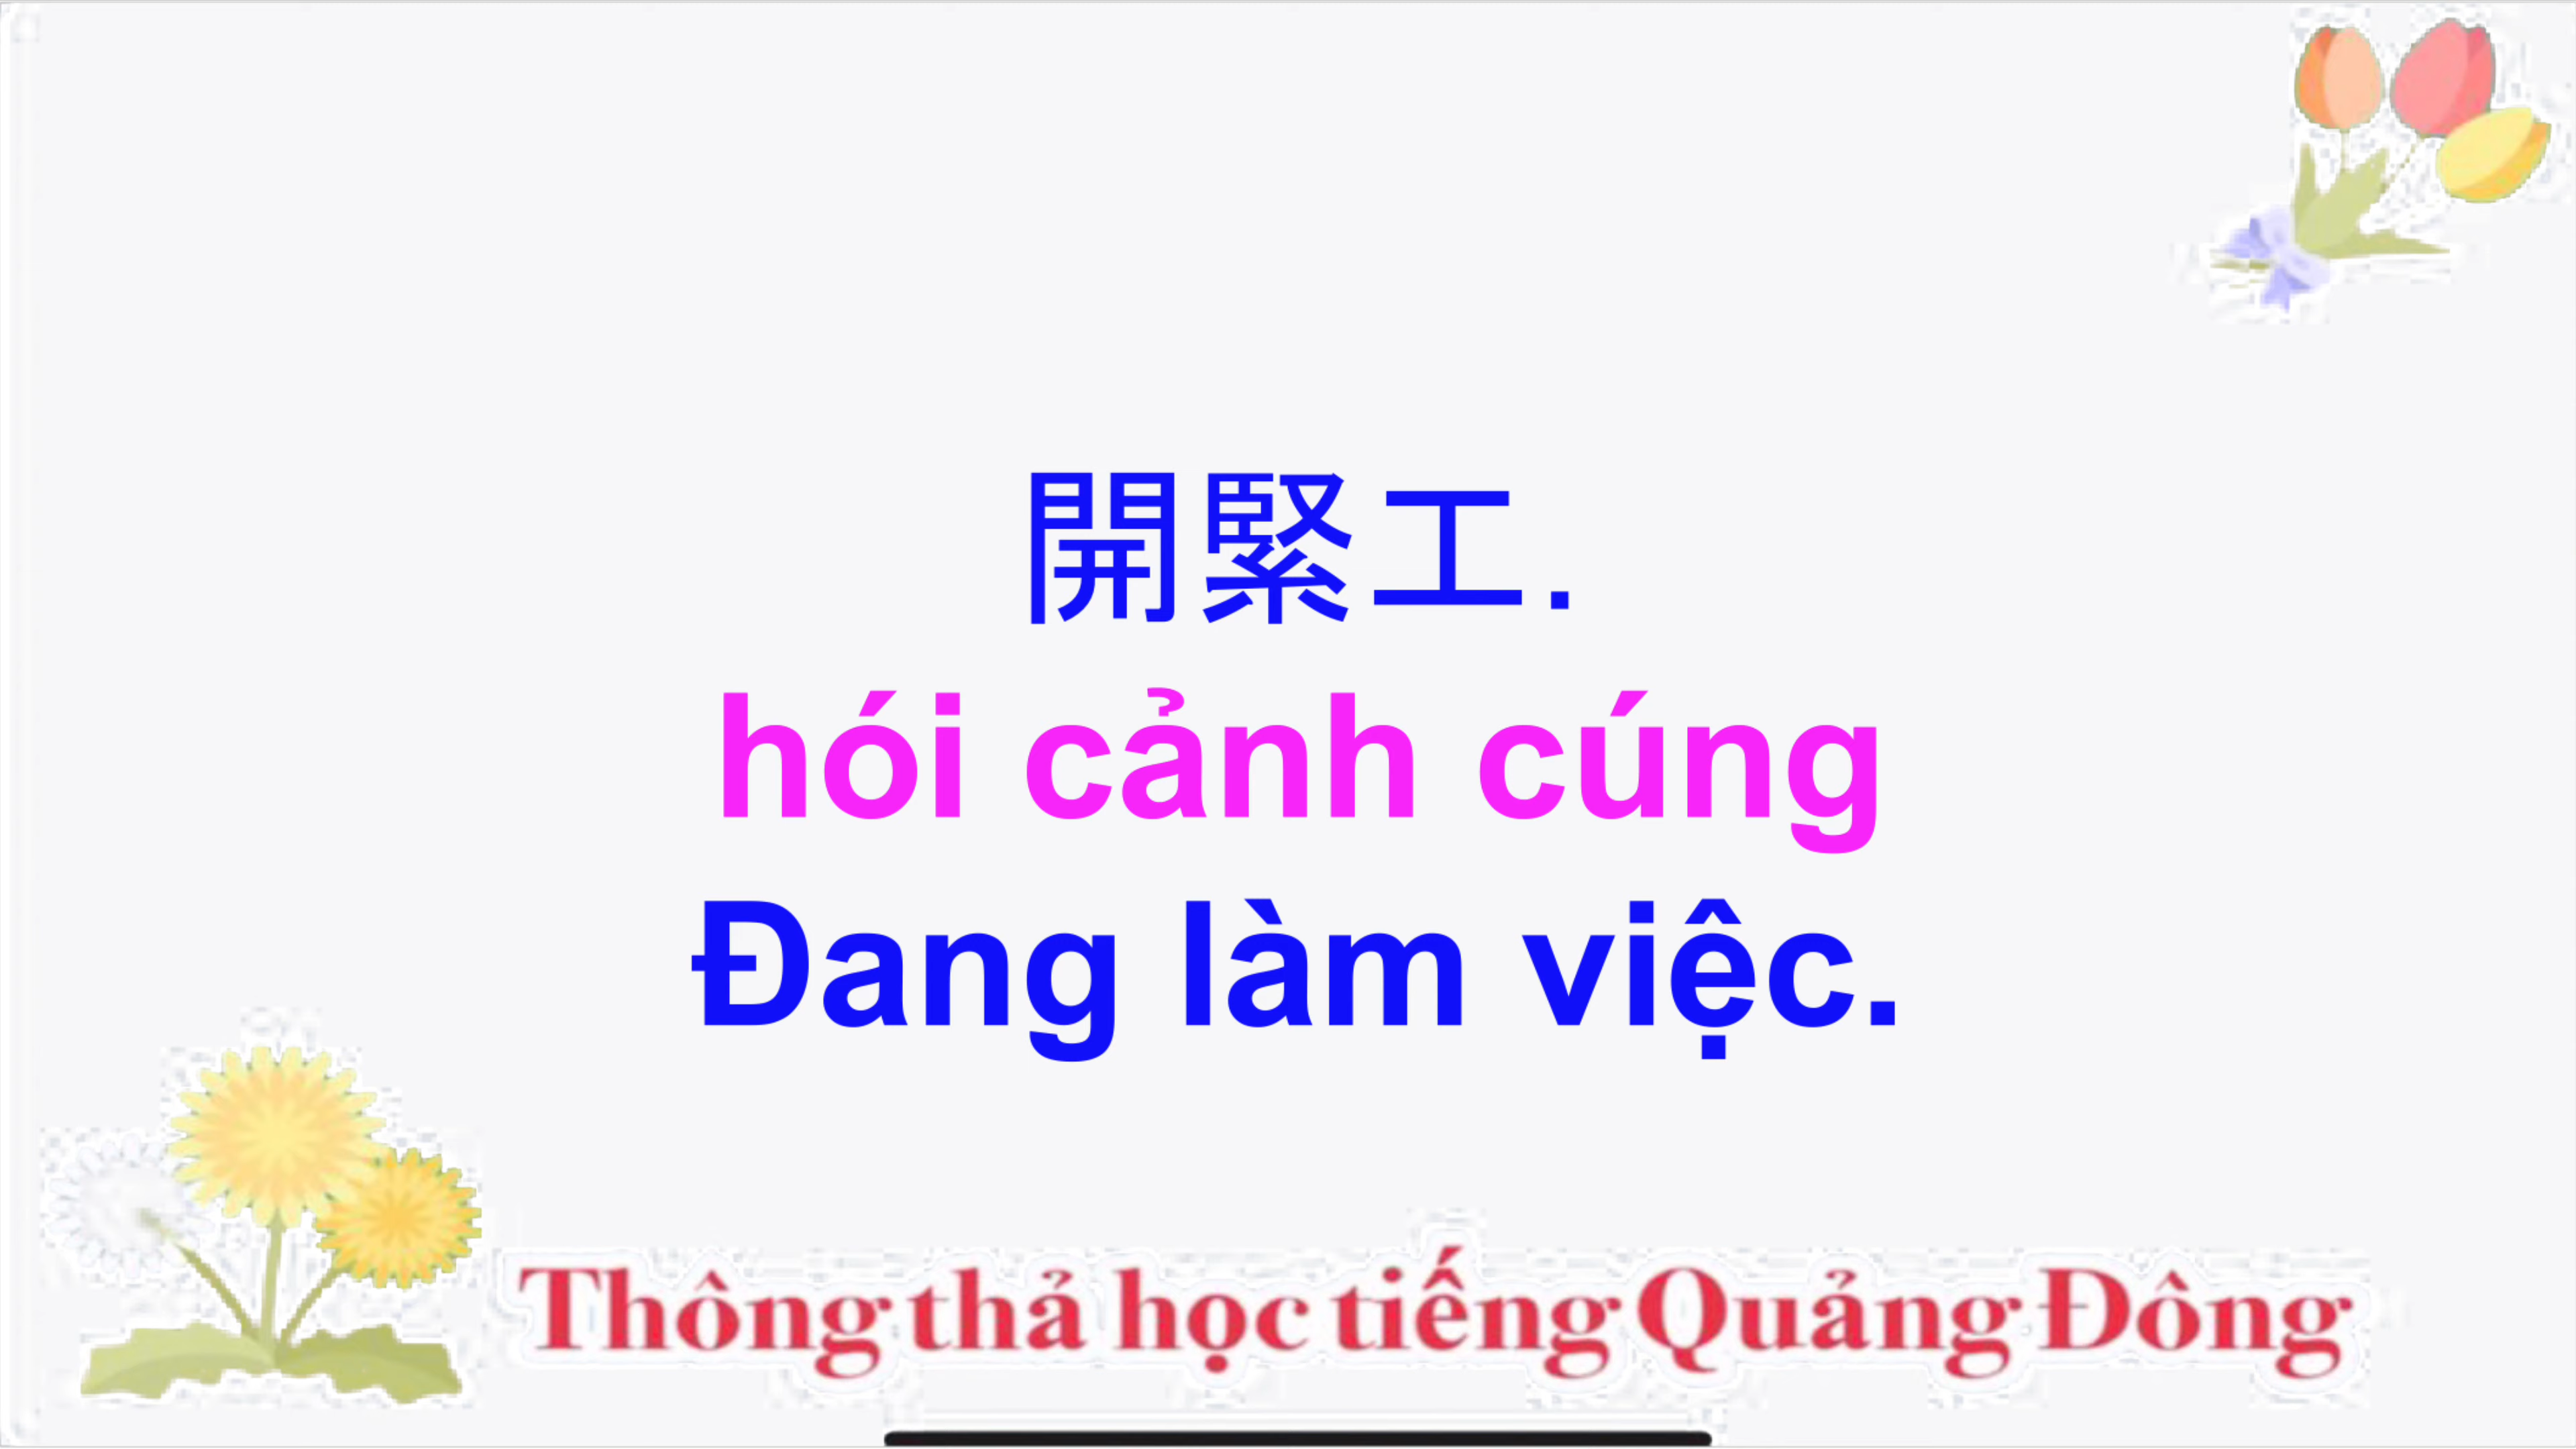 開緊工.
hói cảnh cúng
Đang làm việc.
Thông thả học tiếng Quảng Đông